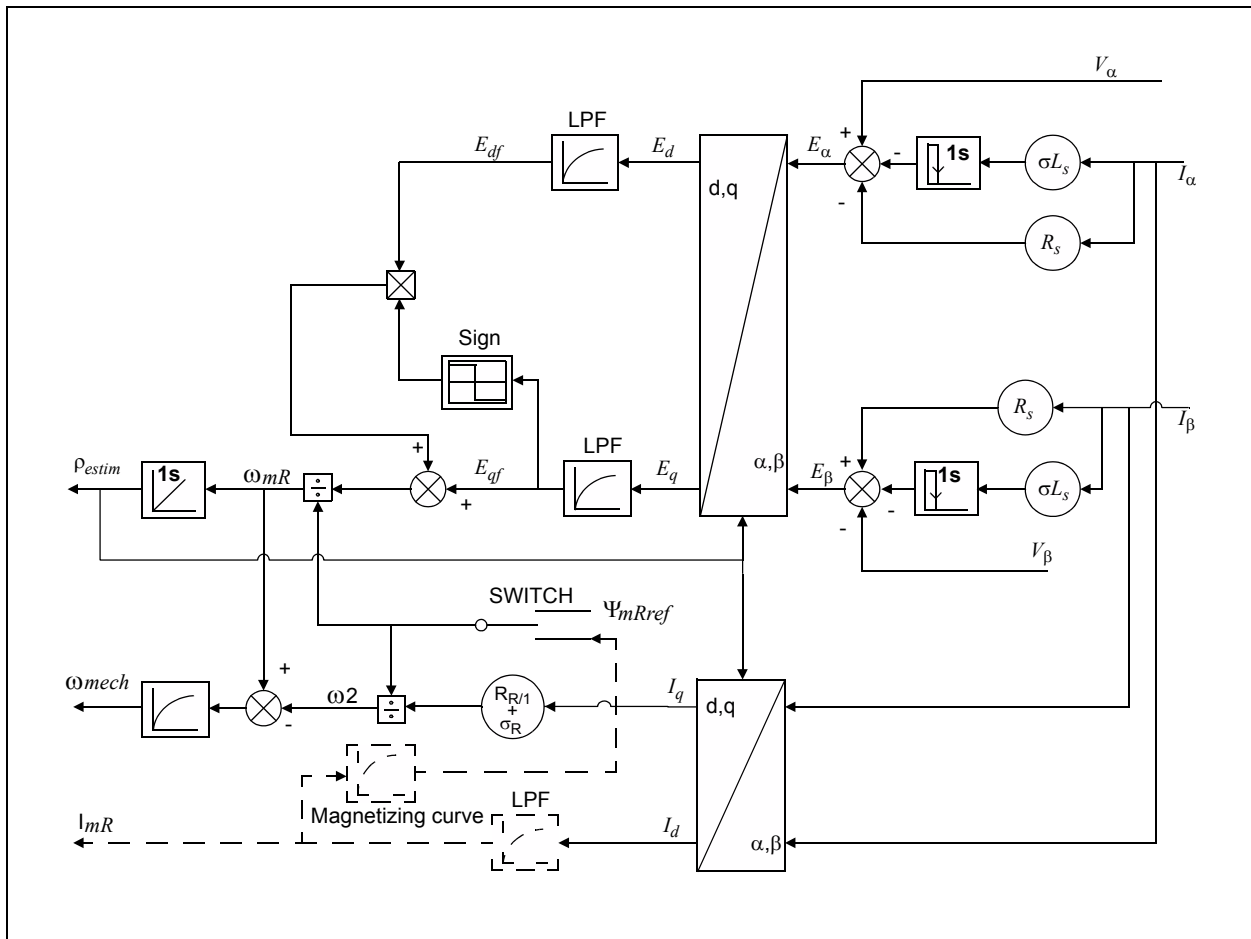 Vα
LPF
LPF
Edf
Ed
Eα
+
-
1s
σLs
Iα
d,q
-
Rs
Sign
Rs
Iβ
+
LPF
α,β
+
ρestim
1s
ωmR
÷
Eqf
Eq
Eβ
1s
σLs
+
-
-
Vβ
SWITCH
ΨmRref
+
ωmech
ω2
÷
RR/1
+
σR
Iq
d,q
-
Magnetizing curve
LPF
ImR
Id
α,β